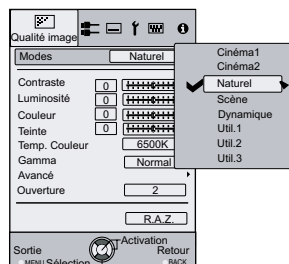 Qualité image
Modes Naturel
Contraste 0
Luminosité 0
Couleur 0
Teinte 0
Temp. Couleur 6500K
Gamma Normal
Avancé
Ouverture 2
R.A.Z.
Sortie Activation Retour
MENU Sélection BACK
Cinéma1
Cinéma2
Naturel
Scène
Dynamique
Util.1
Util.2
Util.3